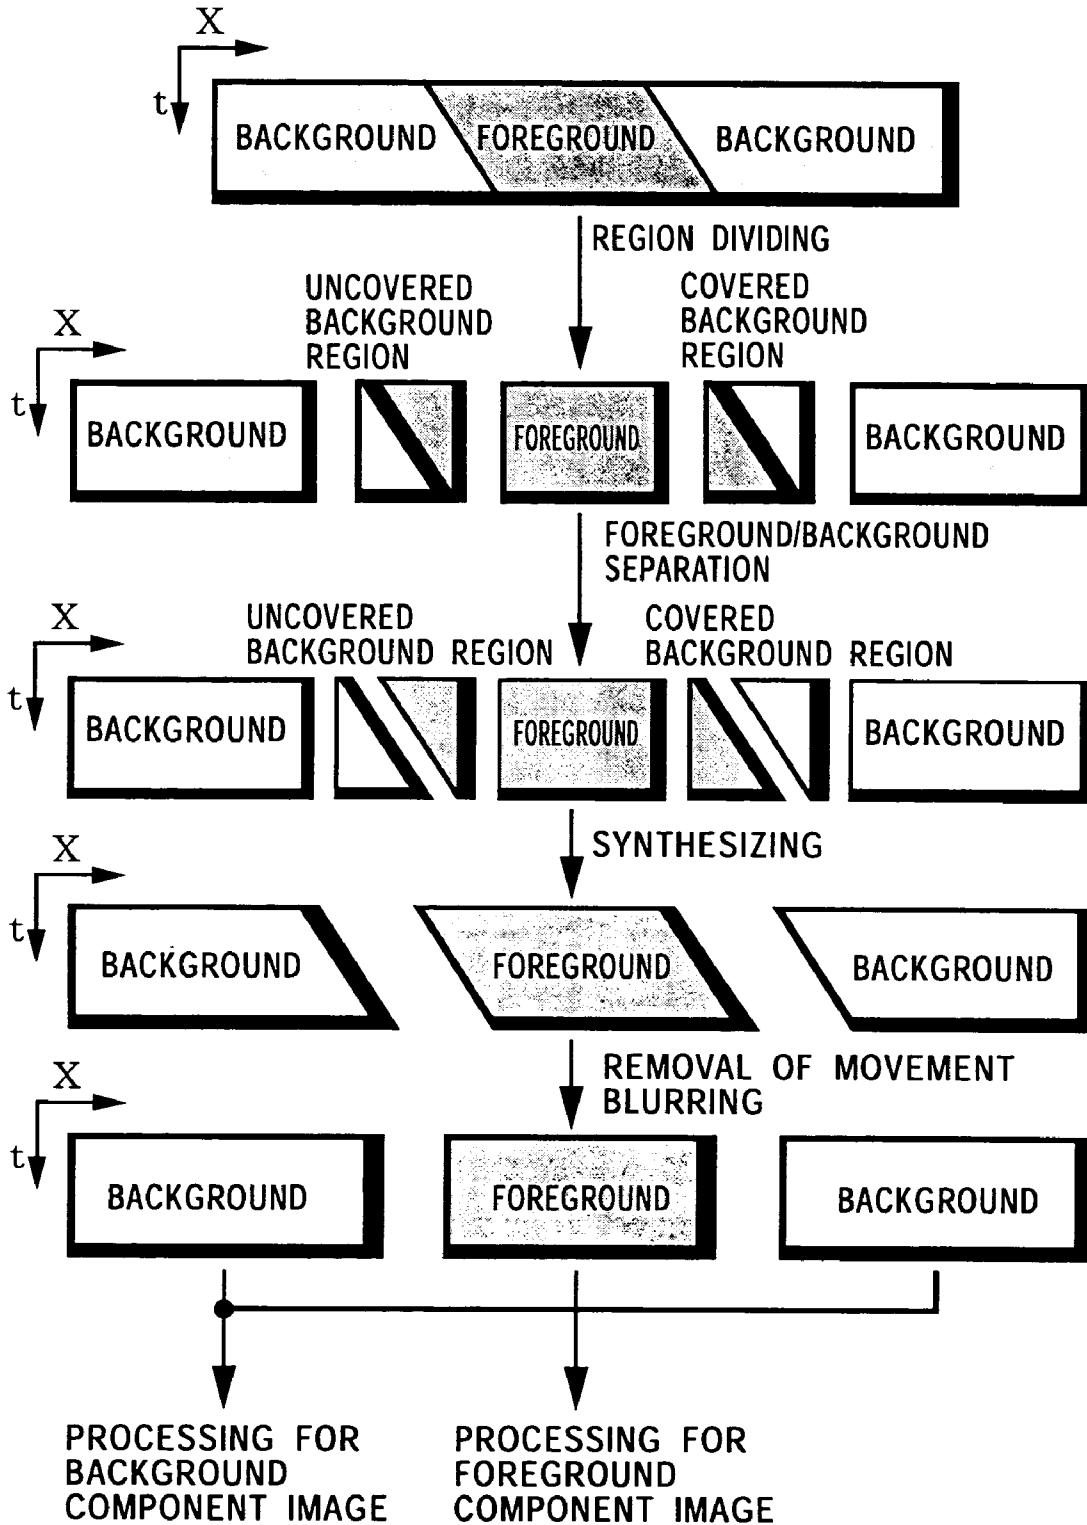 X
t
BACKGROUND FOREGROUND BACKGROUND
REGION DIVIDING
UNCOVERED
BACKGROUND
REGION
COVERED
BACKGROUND
REGION
X
t
BACKGROUND FOREGROUND BACKGROUND
FOREGROUND/BACKGROUND
SEPARATION
UNCOVERED
BACKGROUND REGION
COVERED
BACKGROUND REGION
X
t
BACKGROUND FOREGROUND BACKGROUND
SYNTHESIZING
X
t
BACKGROUND FOREGROUND BACKGROUND
REMOVAL OF MOVEMENT
BLURRING
X
t
BACKGROUND FOREGROUND BACKGROUND
PROCESSING FOR
BACKGROUND
COMPONENT IMAGE
PROCESSING FOR
FOREGROUND
COMPONENT IMAGE